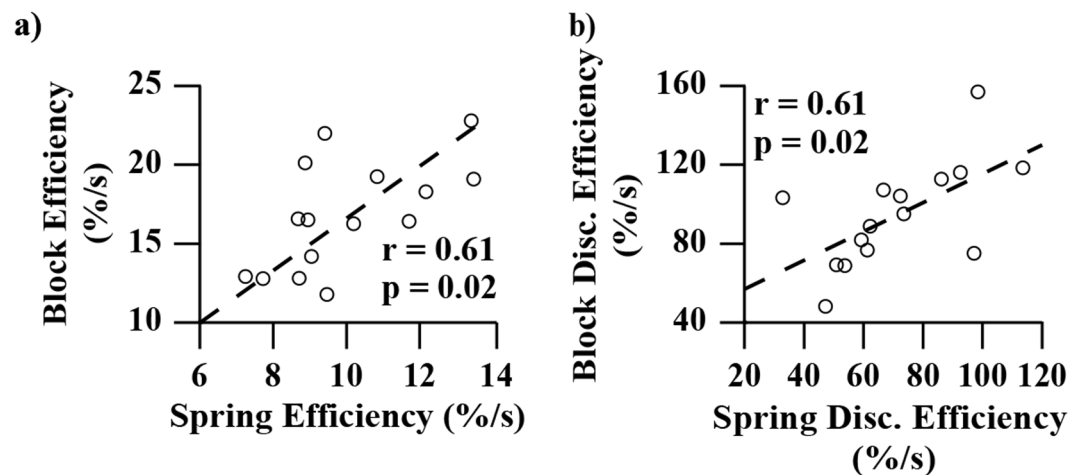 a)
Block Efficiency
(%/s)
25
20
15
10
r = 0.61
p = 0.02
6 8 10 12 14
Spring Efficiency (%/s)
b)
Block Disc. Efficiency
(%/s)
160
120
80
40
r = 0.61
p = 0.02
20 40 60 80 100 120
Spring Disc. Efficiency
(%/s)